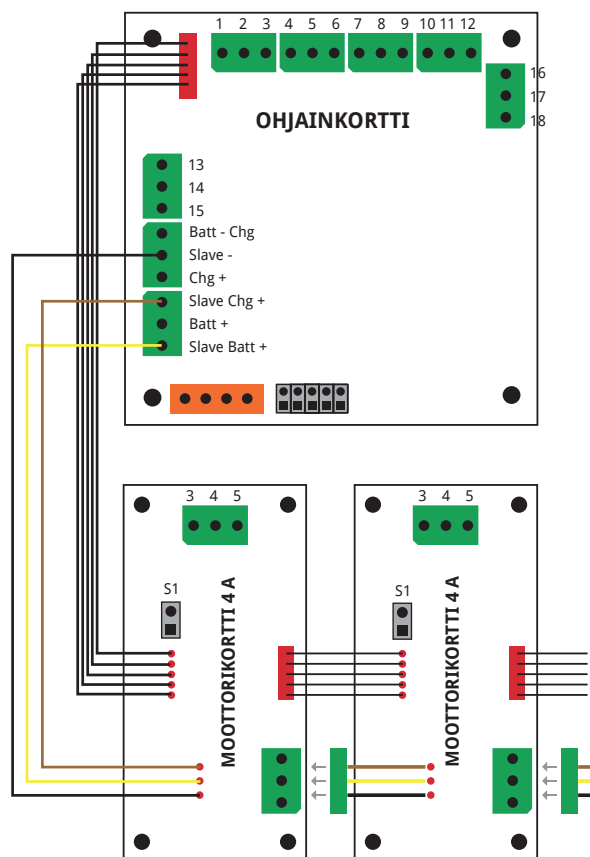 1 2 3 4 5 6 7 8 9 10 11 12
16
17
18
OHJAINKORTTI
13
14
15
Batt - Chg
Slave -
Chg +
Slave Chg +
Batt +
Slave Batt +
3 4 5
S1
MOOTTORIKORTTI 4 A
3 4 5
S1
MOOTTORIKORTTI 4 A